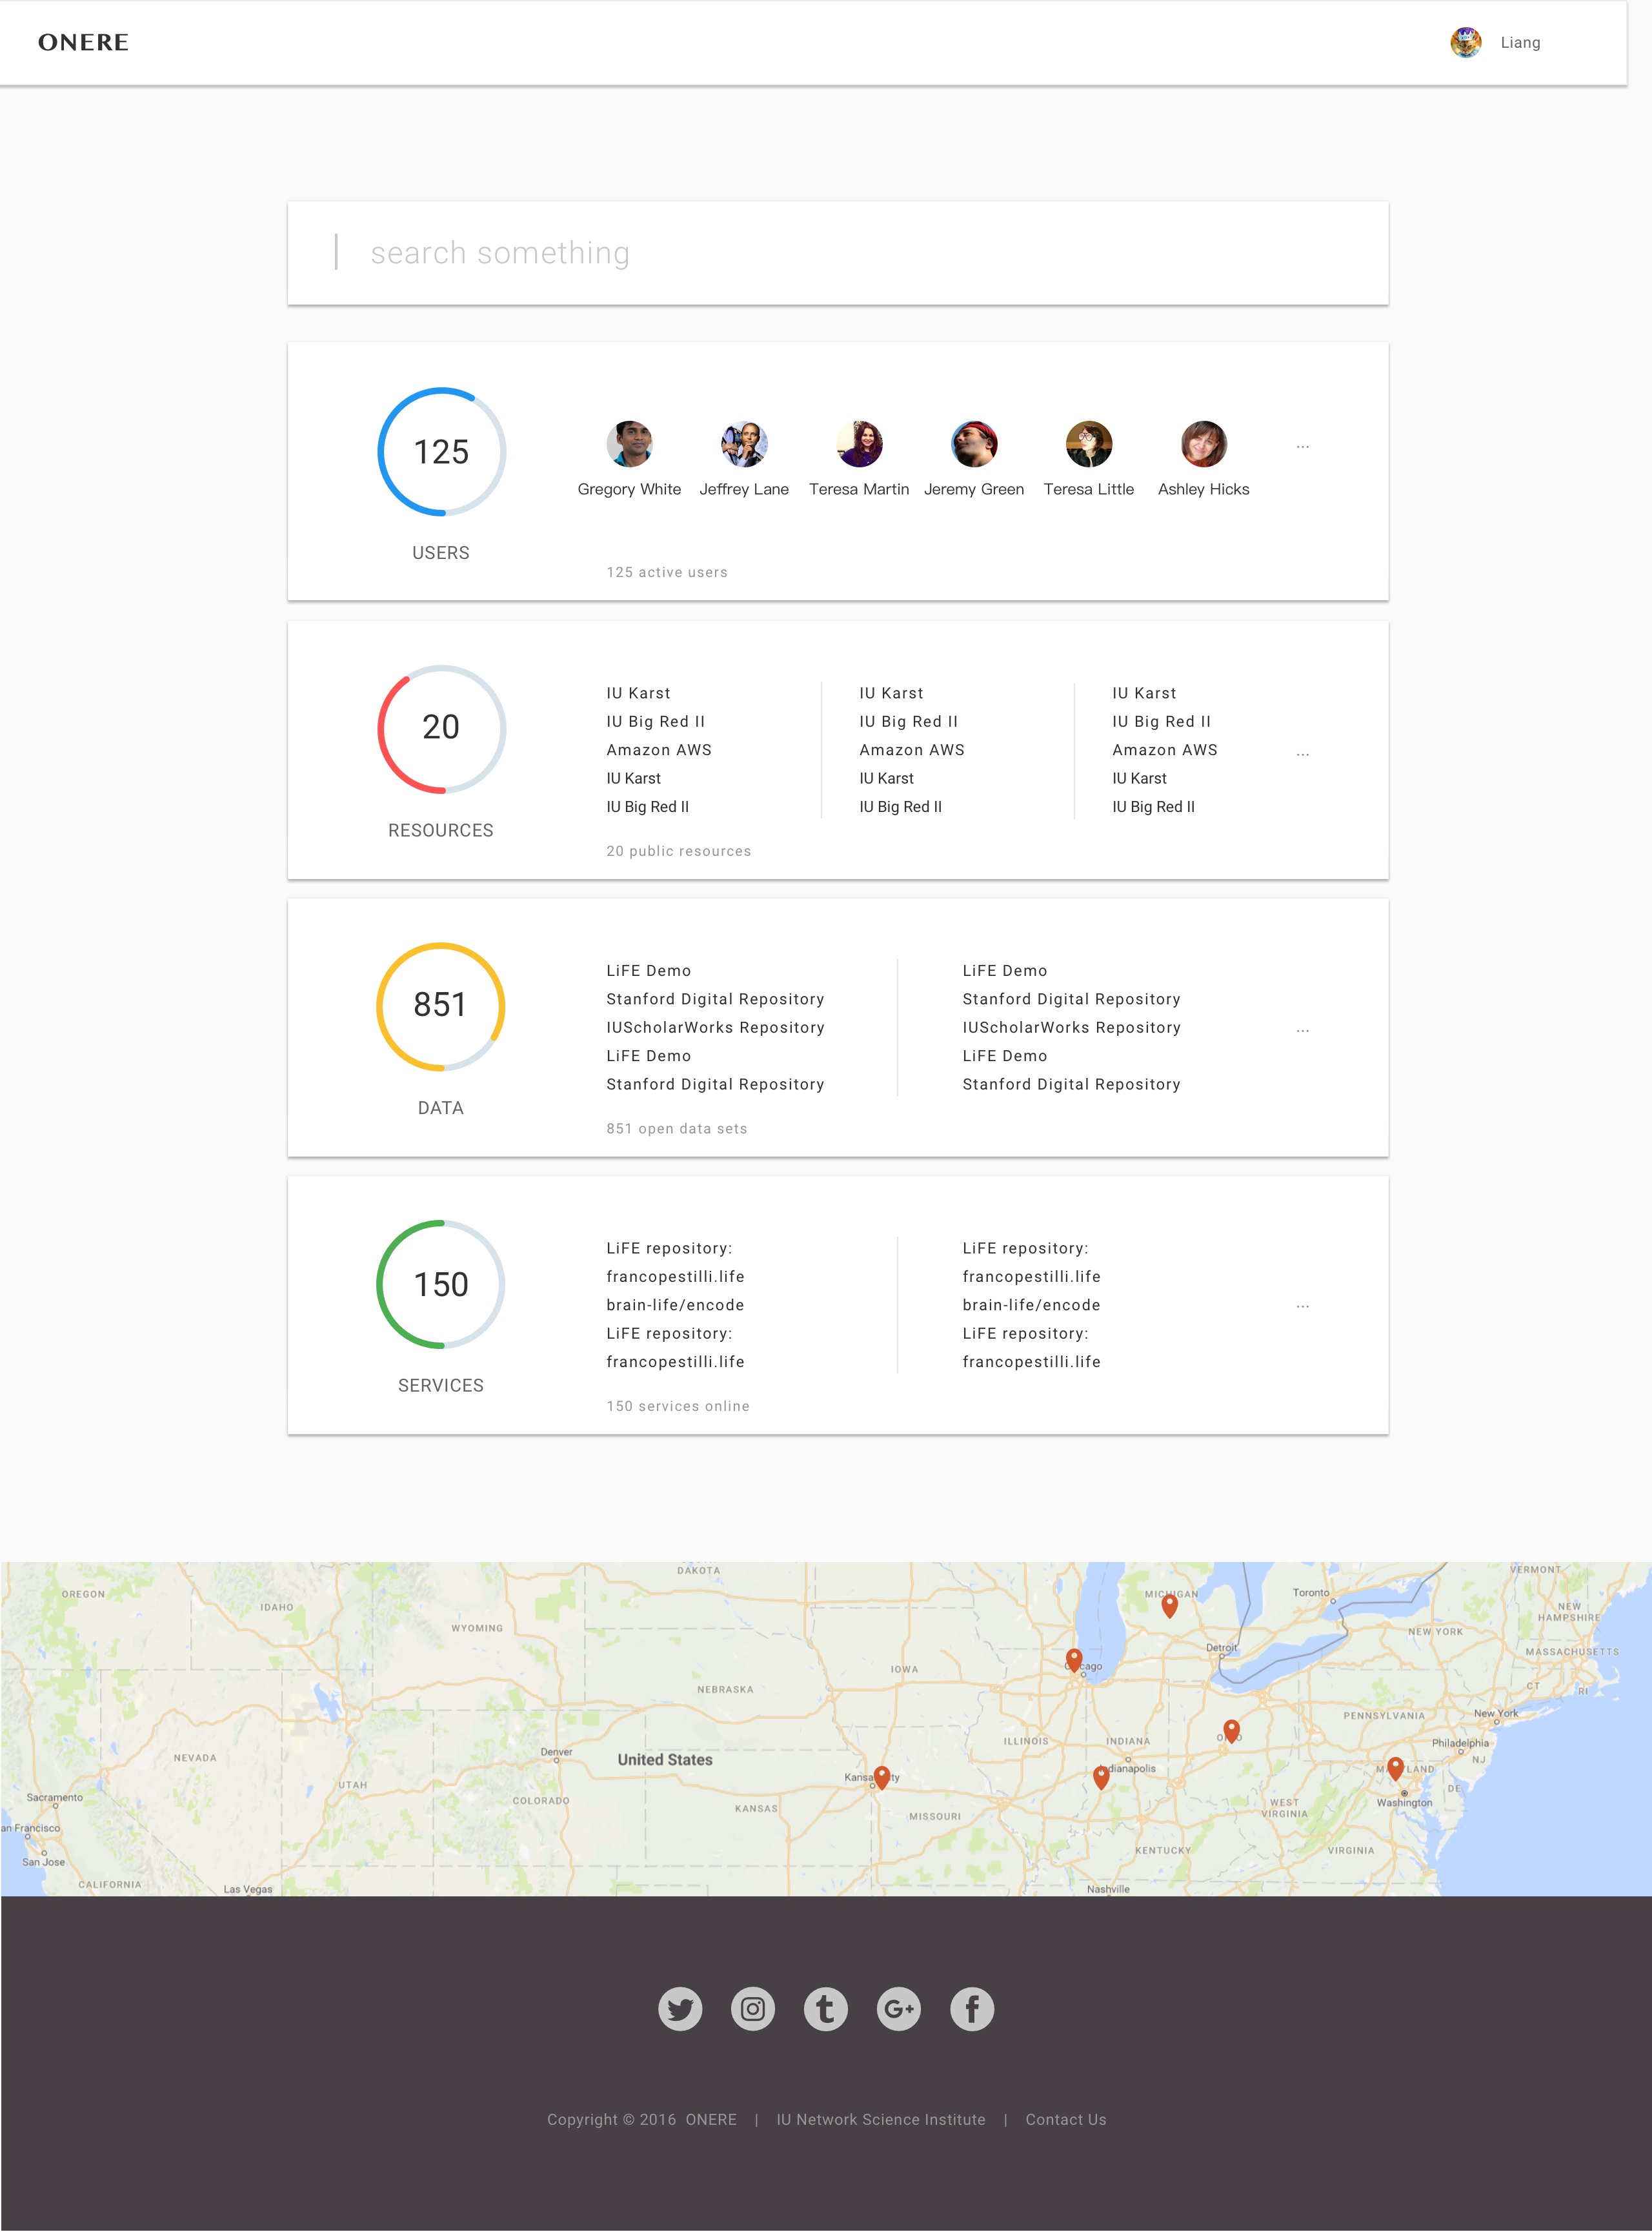 ONERE
Liang
search something
125
Gregory White
Jeffrey Lane
Teresa Martin
Jeremy Green
Teresa Little
Ashley Hicks
...
USERS
125 active users
20
RESOURCES
IU Karst
IU Big Red II
Amazon AWS
IU Karst
IU Big Red II
IU Karst
IU Big Red II
Amazon AWS
IU Karst
IU Big Red II
IU Karst
IU Big Red II
Amazon AWS
IU Karst
IU Big Red II
...
20 public resources
851
DATA
LiFE Demo
Stanford Digital Repository
IUScholarWorks Repository
LiFE Demo
Stanford Digital Repository
LiFE Demo
Stanford Digital Repository
IUScholarWorks Repository
LiFE Demo
Stanford Digital Repository
...
851 open data sets
150
SERVICES
LiFE repository:
francopestilli.life
brain-life/encode
LiFE repository:
francopestilli.life
LiFE repository:
francopestilli.life
brain-life/encode
LiFE repository:
francopestilli.life
...
150 services online
DAKOTA
VERMONT
OREGON
MICHIGAN
Toronto
IDAHO
NEW
HAMPSHIRE
WYOMING
NEW YORK
Detroit
MASSACHUSETTS
IOWA
CT
RI
NEBRASKA
New York
PENNSYLVANIA
ILLINOIS
INDIANA
Philadelphia
Denver
NEVADA
United States
NJ
UTAH
DE
Sacramento
COLORADO
KANSAS
MISSOURI
WEST
VIRGINIA
Washington
an Francisco
San Jose
KENTUCKY
VIRGINIA
CALIFORNIA
Las Vegas
Nashville
Copyright © 2016 ONERE | IU Network Science Institute | Contact Us